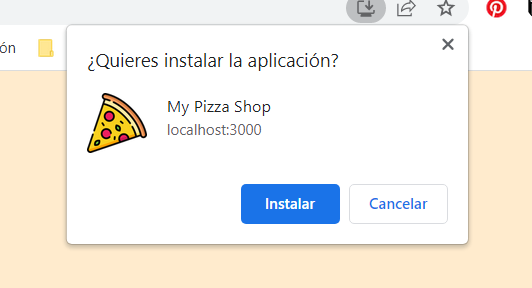 ón
¿Quieres instalar la aplicación?
My Pizza Shop
localhost:3000
Instalar
Cancelar